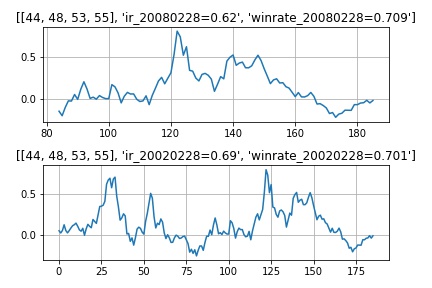 [[44, 48, 53, 55], 'ir_20080228=0.62', 'winrate_20080228=0.709']
0.5
0.0
80 100 120 140 160 180
[[44, 48, 53, 55], 'ir_20020228=0.69', 'winrate_20020228=0.701']
0.5
0.0
0 25 50 75 100 125 150 175